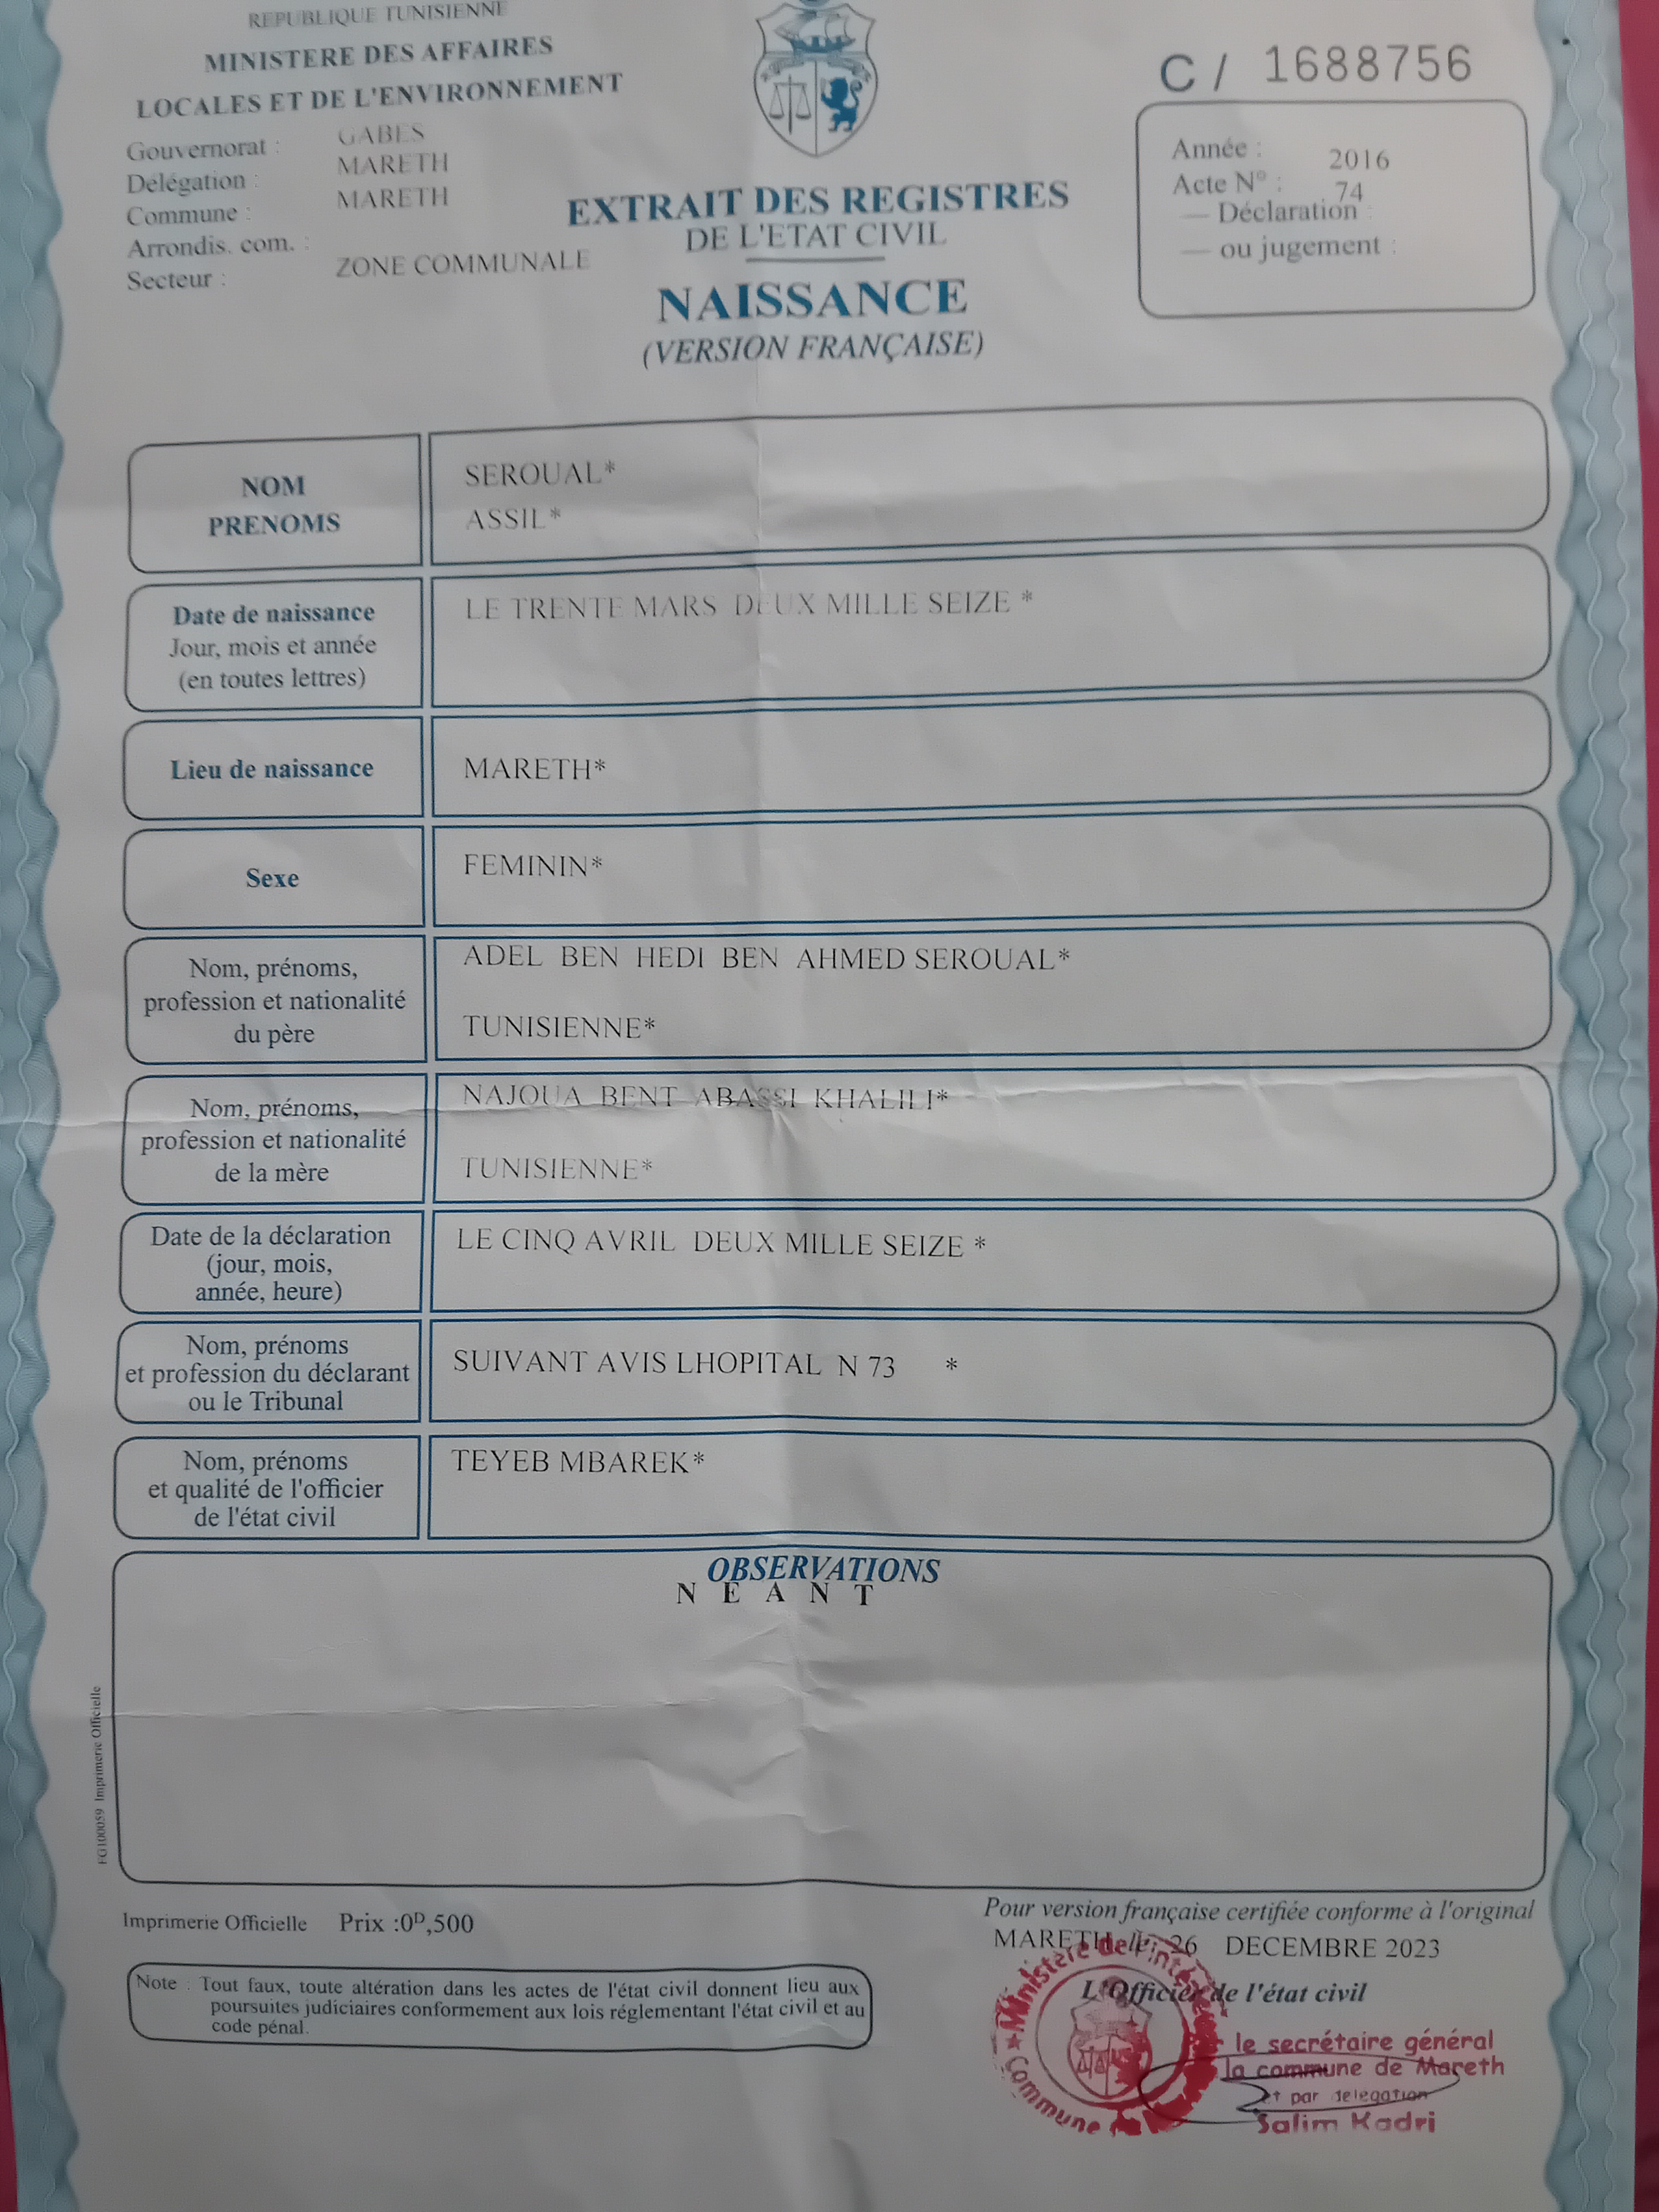 REPUBLIQUE TUNISIENNE
MINISTERE DES AFFAIRES
LOCALES ET DE L'ENVIRONNEMENT
Gouvernorat : GABES
Délégation : MARETH
Commune : MARETH
Arrondis. com. :
Secteur : ZONE COMMUNALE
C / 1688756
Année : 2016
Acte N° : 74
— Déclaration :
— ou jugement :
EXTRAIT DES REGISTRES
DE L'ETAT CIVIL
NAISSANCE
(VERSION FRANÇAISE)
NOM
PRENOMS
SEROUAL*
ASSIL*
Date de naissance
Jour, mois et année
(en toutes lettres)
LE TRENTE MARS DEUX MILLE SEIZE *
Lieu de naissance
MARETH*
Sexe
FEMININ*
Nom, prénoms,
profession et nationalité
du père
ADEL BEN HEDI BEN AHMED SEROUAL*
TUNISIENNE*
Nom, prénoms,
profession et nationalité
de la mère
NAJOUA BENT ABASSI KHALILI*
TUNISIENNE*
Date de la déclaration
(jour, mois,
année, heure)
LE CINQ AVRIL DEUX MILLE SEIZE *
Nom, prénoms
et profession du déclarant
ou le Tribunal
SUIVANT AVIS LHOPITAL N 73 *
Nom, prénoms
et qualité de l'officier
de l'état civil
TEYEB MBAREK*
OBSERVATIONS
N E A N T
FG100059 Imprimerie Officielle
Imprimerie Officielle Prix :0D,500
Note : Tout faux, toute altération dans les actes de l'état civil donnent lieu aux
poursuites judiciaires conformement aux lois réglementant l'état civil et au
code pénal.
Pour version française certifiée conforme à l'original
MARETH le, 26 DECEMBRE 2023
L'Officier de l'état civil
Ministère de l'intérieur
Commune
le secrétaire général
la commune de Mareth
et par delegation
Salim Kadri